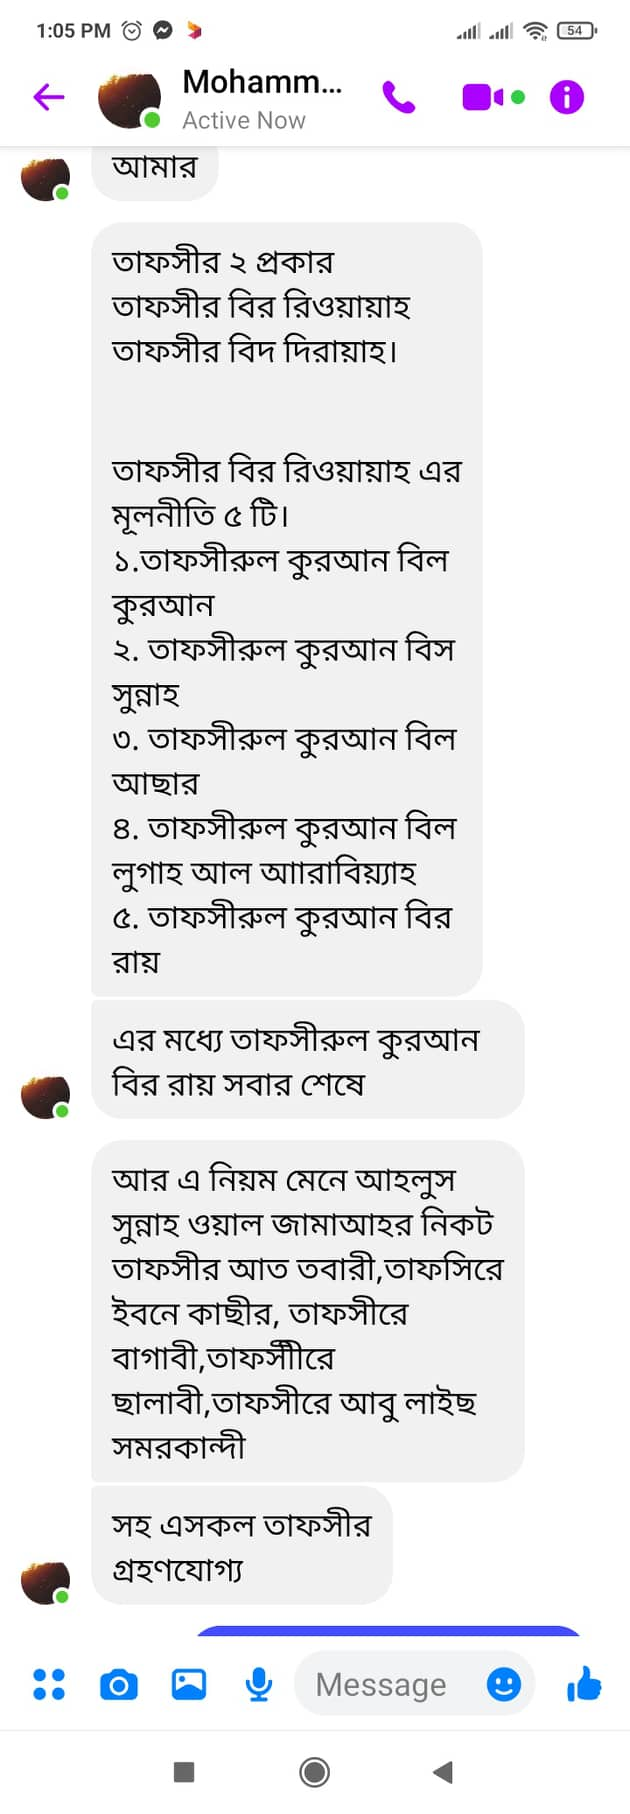 1:05 PM
54
Mohamm...
Active Now
আমার
তাফসীর ২ প্রকার
তাফসীর বির রিওয়ায়াহ
তাফসীর বিদ দিরায়াহ।
তাফসীর বির রিওয়ায়াহ এর
মূলনীতি ৫ টি।
১.তাফসীরুল কুরআন বিল
কুরআন
২. তাফসীরুল কুরআন বিস
সুন্নাহ
৩. তাফসীরুল কুরআন বিল
আছার
৪. তাফসীরুল কুরআন বিল
লুগাহ আল আারাবিয়্যাহ
৫. তাফসীরুল কুরআন বির
রায়
এর মধ্যে তাফসীরুল কুরআন
বির রায় সবার শেষে
আর এ নিয়ম মেনে আহলুস
সুন্নাহ ওয়াল জামাআহর নিকট
তাফসীর আত তবারী,তাফসিরে
ইবনে কাছীর, তাফসীরে
বাগাবী,তাফসীীরে
ছালাবী,তাফসীরে আবু লাইছ
সমরকান্দী
সহ এসকল তাফসীর
গ্রহণযোগ্য
Message